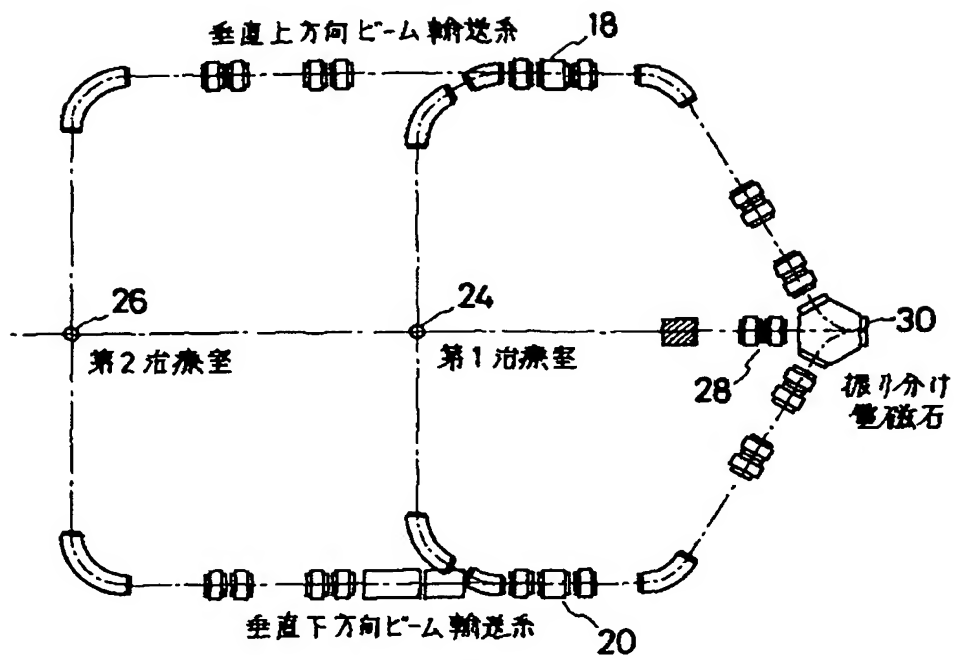 垂直上方向ビーム輸送系
18
26
24
30
第2治療室
第1治療室
28
振り分け
電磁石
垂直下方向ビーム輸送系
20